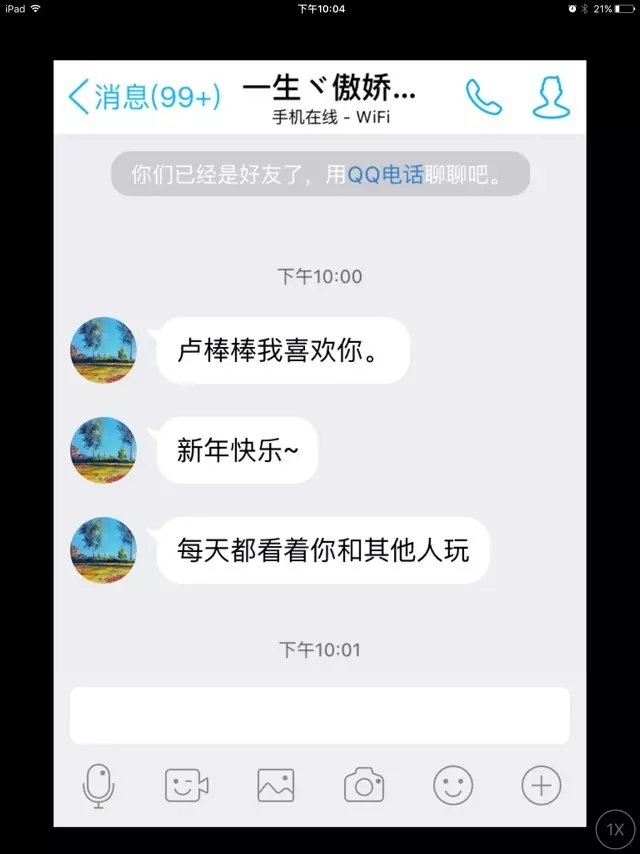 iPad 下午10:04 21%
消息(99+) 一生ヾ傲娇...
手机在线 - WiFi
你们已经是好友了，用QQ电话聊聊吧。
下午10:00
卢棒棒我喜欢你。
新年快乐~
每天都看着你和其他人玩
下午10:01
1X